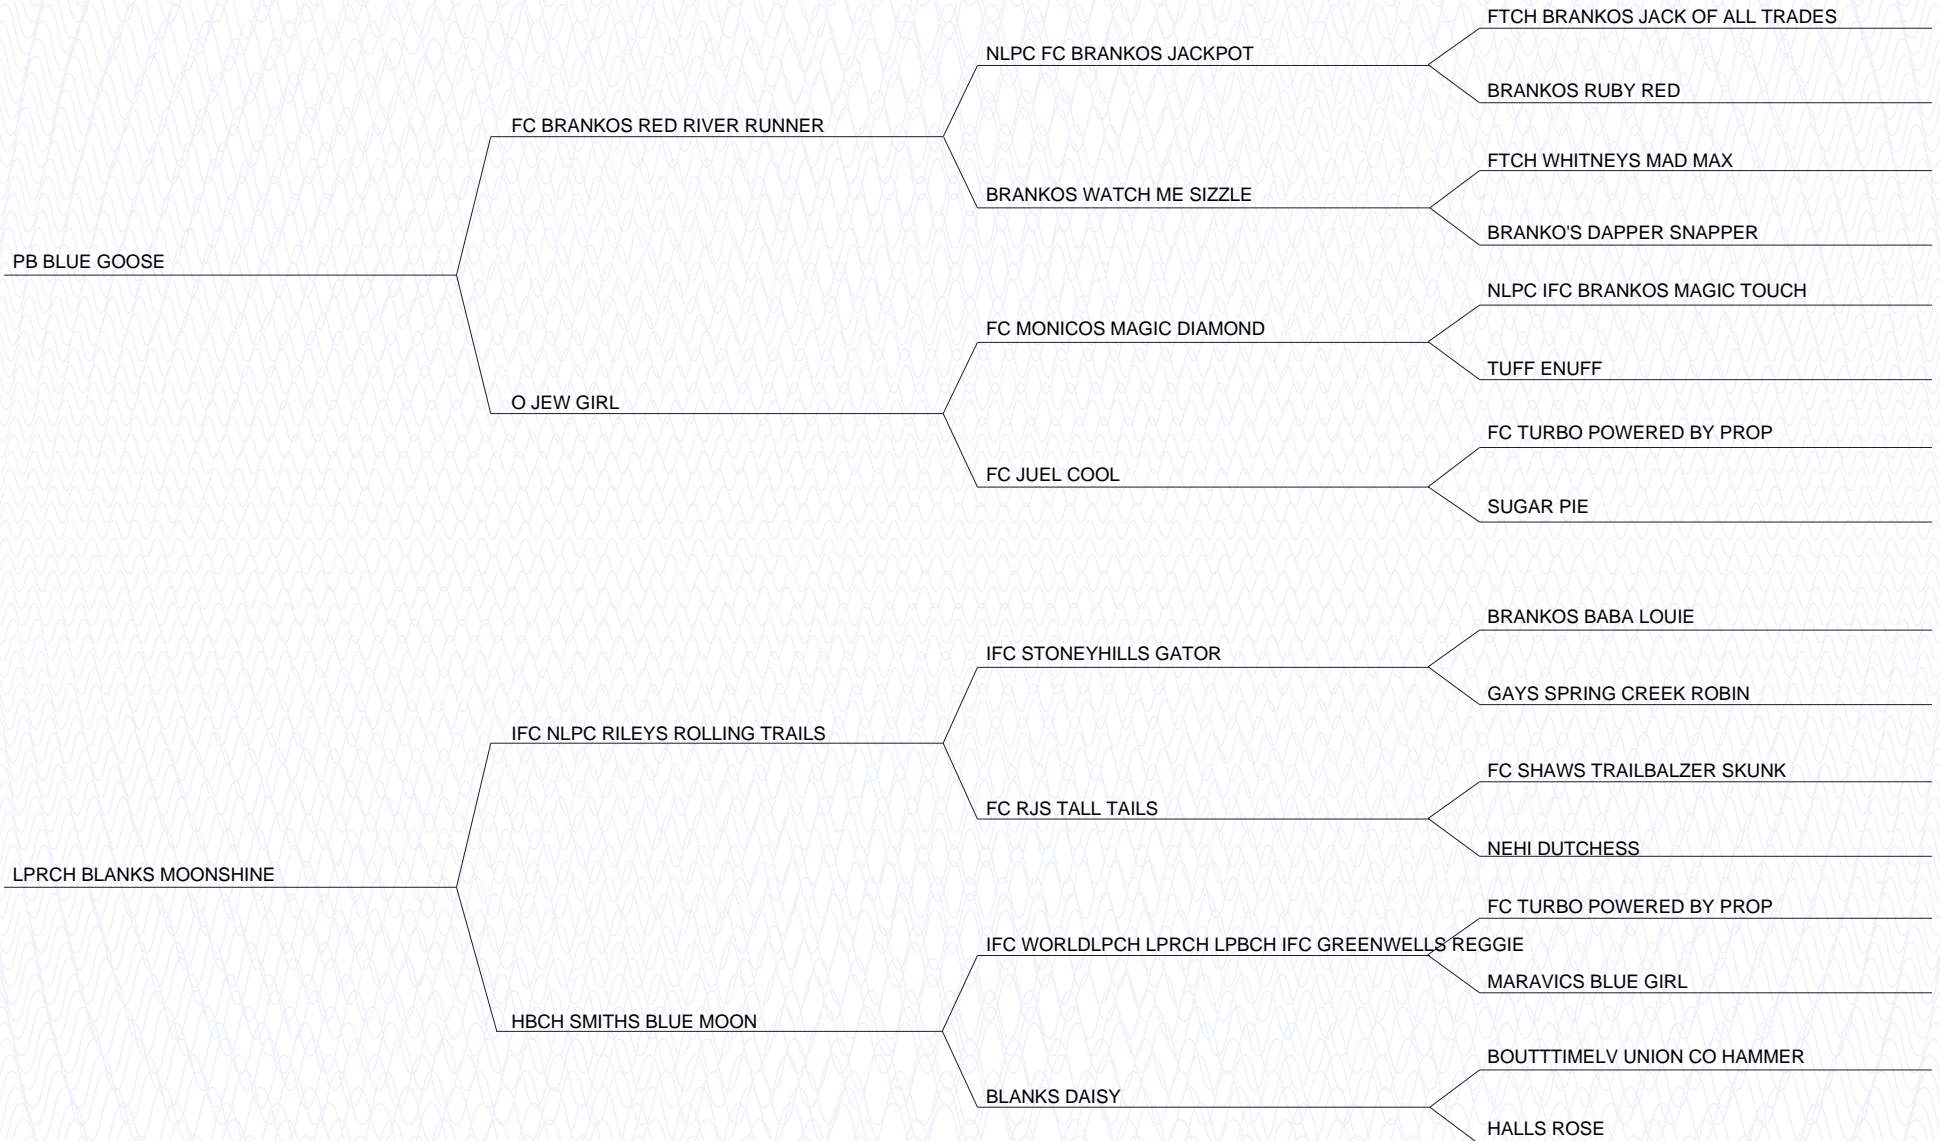 FTCH BRANKOS JACK OF ALL TRADES
NLPC FC BRANKOS JACKPOT
BRANKOS RUBY RED
FC BRANKOS RED RIVER RUNNER
FTCH WHITNEYS MAD MAX
BRANKOS WATCH ME SIZZLE
BRANKO'S DAPPER SNAPPER
PB BLUE GOOSE
NLPC IFC BRANKOS MAGIC TOUCH
FC MONICOS MAGIC DIAMOND
TUFF ENUFF
O JEW GIRL
FC TURBO POWERED BY PROP
FC JUEL COOL
SUGAR PIE
BRANKOS BABA LOUIE
IFC STONEYHILLS GATOR
GAYS SPRING CREEK ROBIN
IFC NLPC RILEYS ROLLING TRAILS
FC SHAWS TRAILBALZER SKUNK
FC RJS TALL TAILS
NEHI DUTCHESS
LPRCH BLANKS MOONSHINE
FC TURBO POWERED BY PROP
IFC WORLDLPCH LPRCH LPBCH IFC GREENWELLS REGGIE
MARAVICS BLUE GIRL
HBCH SMITHS BLUE MOON
BOUTTTIMELV UNION CO HAMMER
BLANKS DAISY
HALLS ROSE